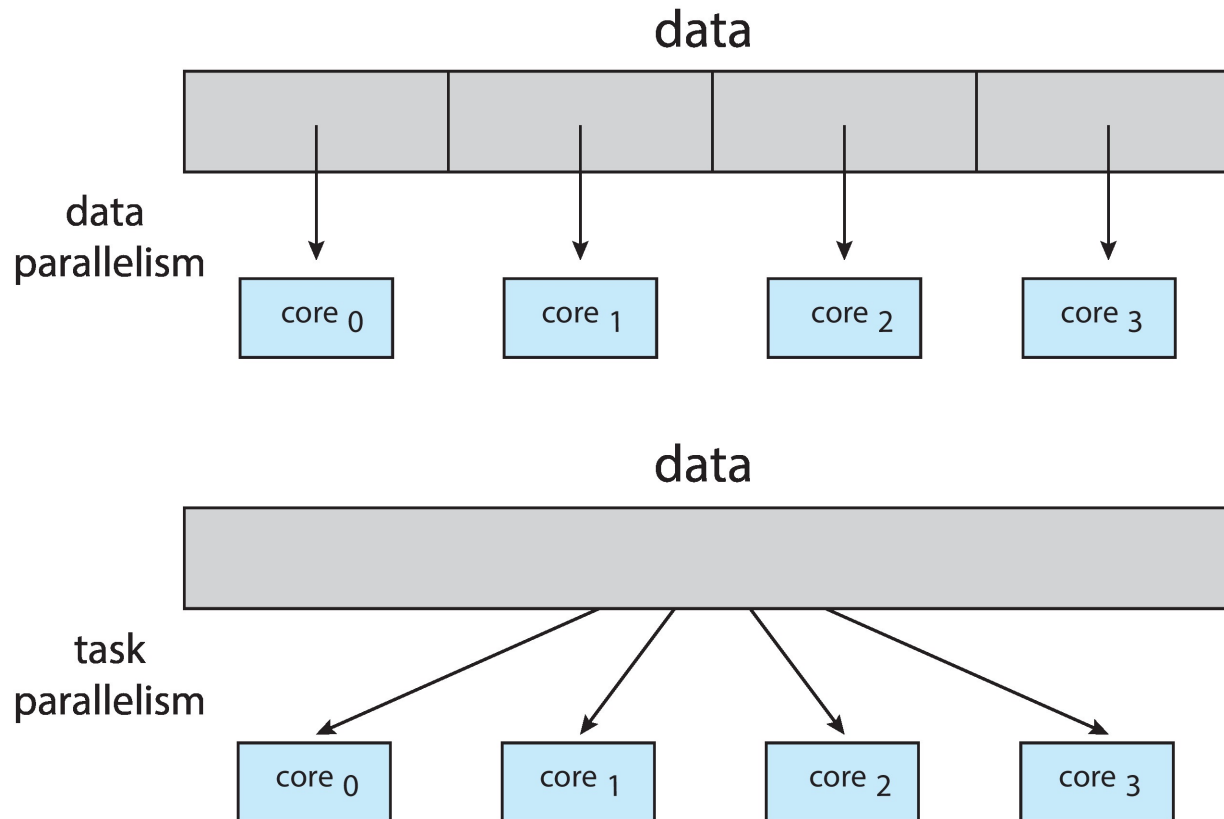 data
data
parallelism
core 0
core 1
core 2
core 3
data
task
parallelism
core 0
core 1
core 2
core 3